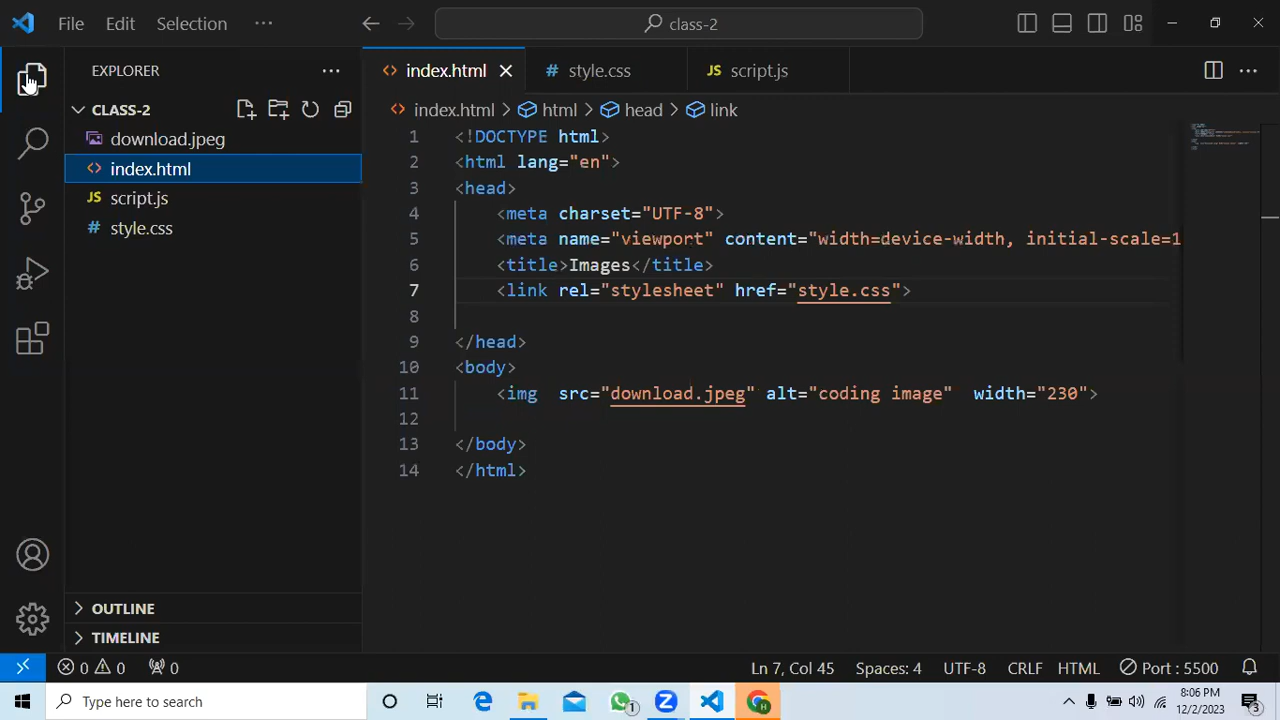 File Edit Selection ··· class-2
EXPLORER ···
CLASS-2
download.jpeg
index.html
script.js
style.css
OUTLINE
TIMELINE
index.html style.css script.js ···
index.html > html > head > link
1 <!DOCTYPE html>
2 <html lang="en">
3 <head>
4 <meta charset="UTF-8">
5 <meta name="viewport" content="width=device-width, initial-scale=1
6 <title>Images</title>
7 <link rel="stylesheet" href="style.css">
8
9 </head>
10 <body>
11 <img  src="download.jpeg" alt="coding image"  width="230">
12
13 </body>
14 </html>
0 0 0 Ln 7, Col 45 Spaces: 4 UTF-8 CRLF HTML Port : 5500
Type here to search 1 8:06 PM
12/2/2023 3